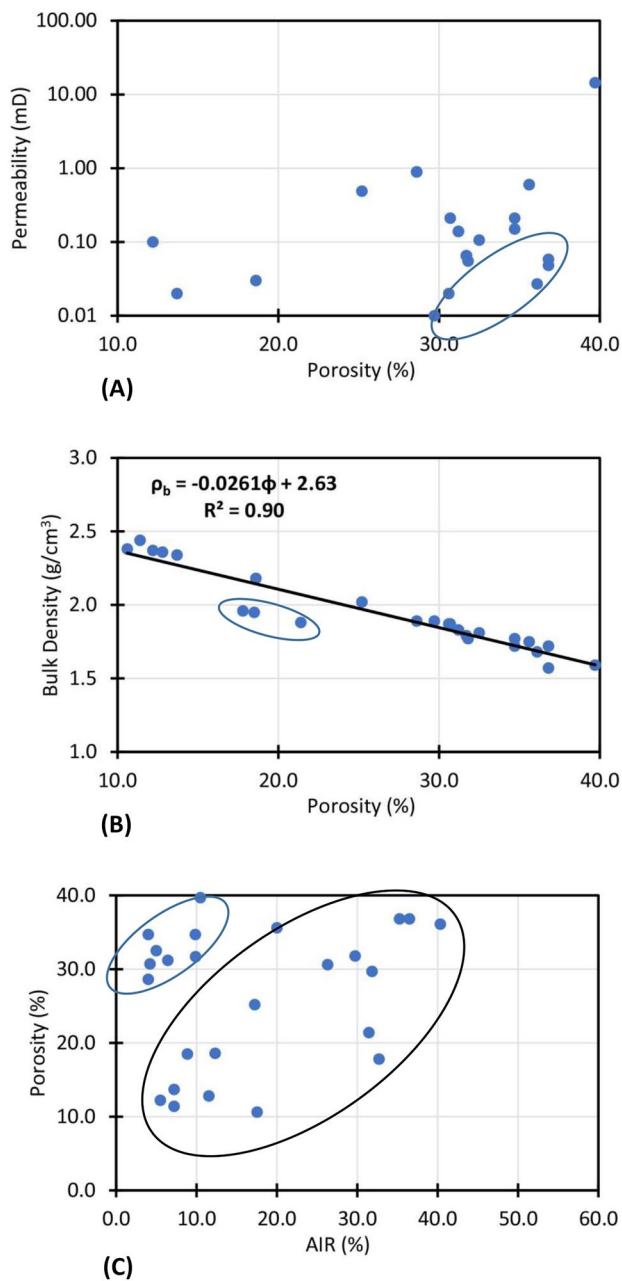 100.00
10.00
1.00
0.10
0.01
Permeability (mD)
10.0 20.0 30.0 40.0
Porosity (%)
(A)
3.0
2.5
2.0
1.5
1.0
Bulk Density (g/cm³)
ρb = -0.0261ϕ + 2.63
R² = 0.90
10.0 20.0 30.0 40.0
Porosity (%)
(B)
40.0
30.0
20.0
10.0
0.0
Porosity (%)
0.0 10.0 20.0 30.0 40.0 50.0 60.0
AIR (%)
(C)